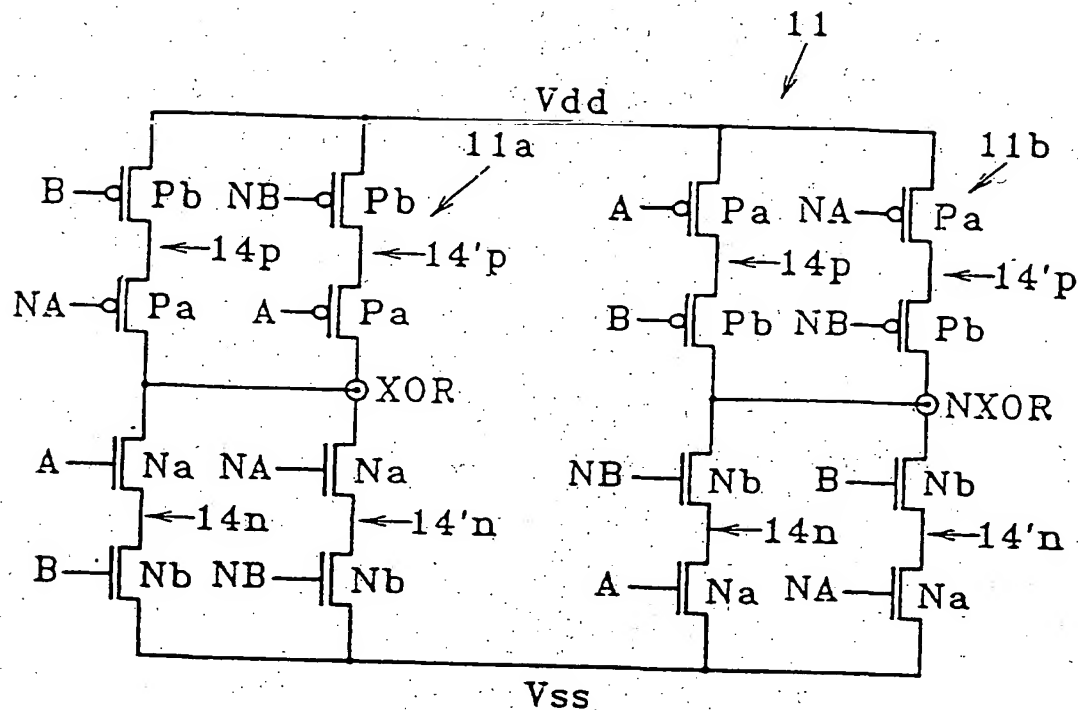 11
Vdd
11a
11b
B Pb NB Pb A Pa NA Pa
14p 14'p 14p 14'p
NA Pa A Pa B Pb NB Pb
XOR NXOR
A Na NA Na NB Nb B Nb
14n 14'n 14n 14'n
B Nb NB Nb A Na NA Na
Vss